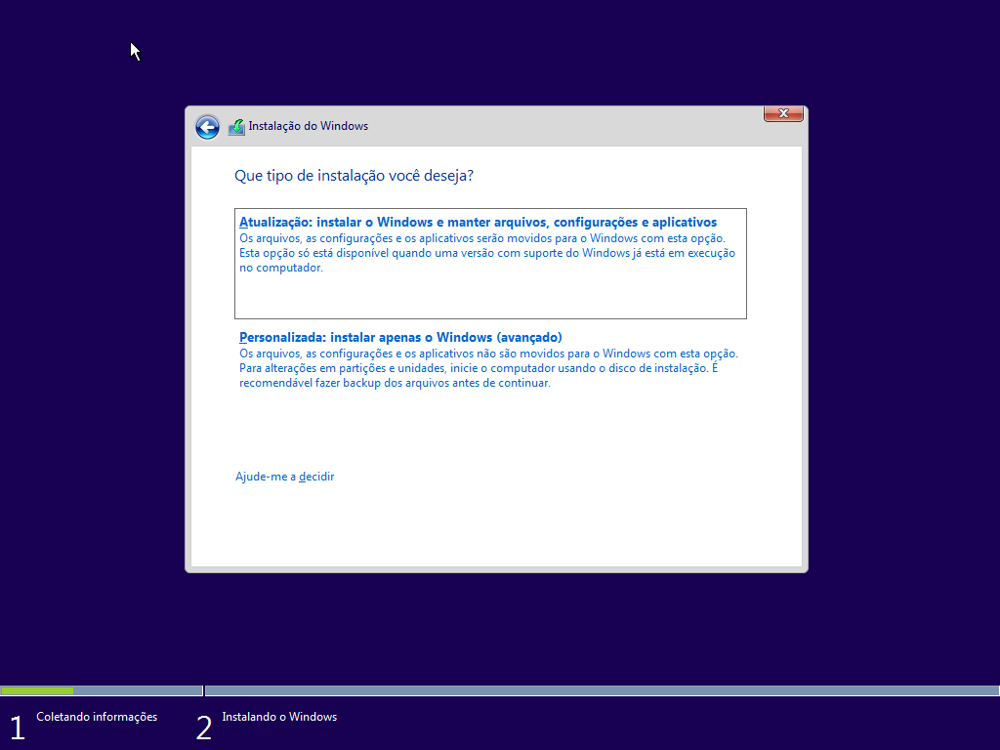 Instalação do Windows
Que tipo de instalação você deseja?
Atualização: instalar o Windows e manter arquivos, configurações e aplicativos
Os arquivos, as configurações e os aplicativos serão movidos para o Windows com esta opção.
Esta opção só está disponível quando uma versão com suporte do Windows já está em execução
no computador.
Personalizada: instalar apenas o Windows (avançado)
Os arquivos, as configurações e os aplicativos não são movidos para o Windows com esta opção.
Para alterações em partições e unidades, inicie o computador usando o disco de instalação. É
recomendável fazer backup dos arquivos antes de continuar.
Ajude-me a decidir
1 Coletando informações
2 Instalando o Windows